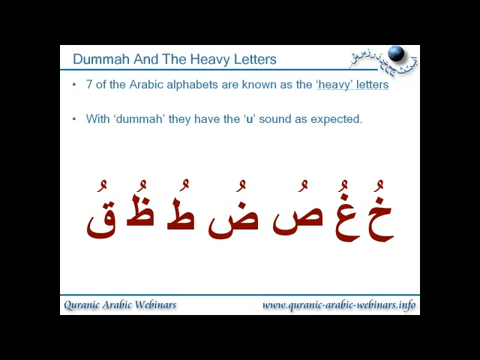 Dummah And The Heavy Letters
• 7 of the Arabic alphabets are known as the ‘heavy’ letters
• With ‘dummah’ they have the ‘u’ sound as expected.
خُ غُ صُ ضُ طُ ظُ قُ
Quranic Arabic Webinars
www.quranic-arabic-webinars.info